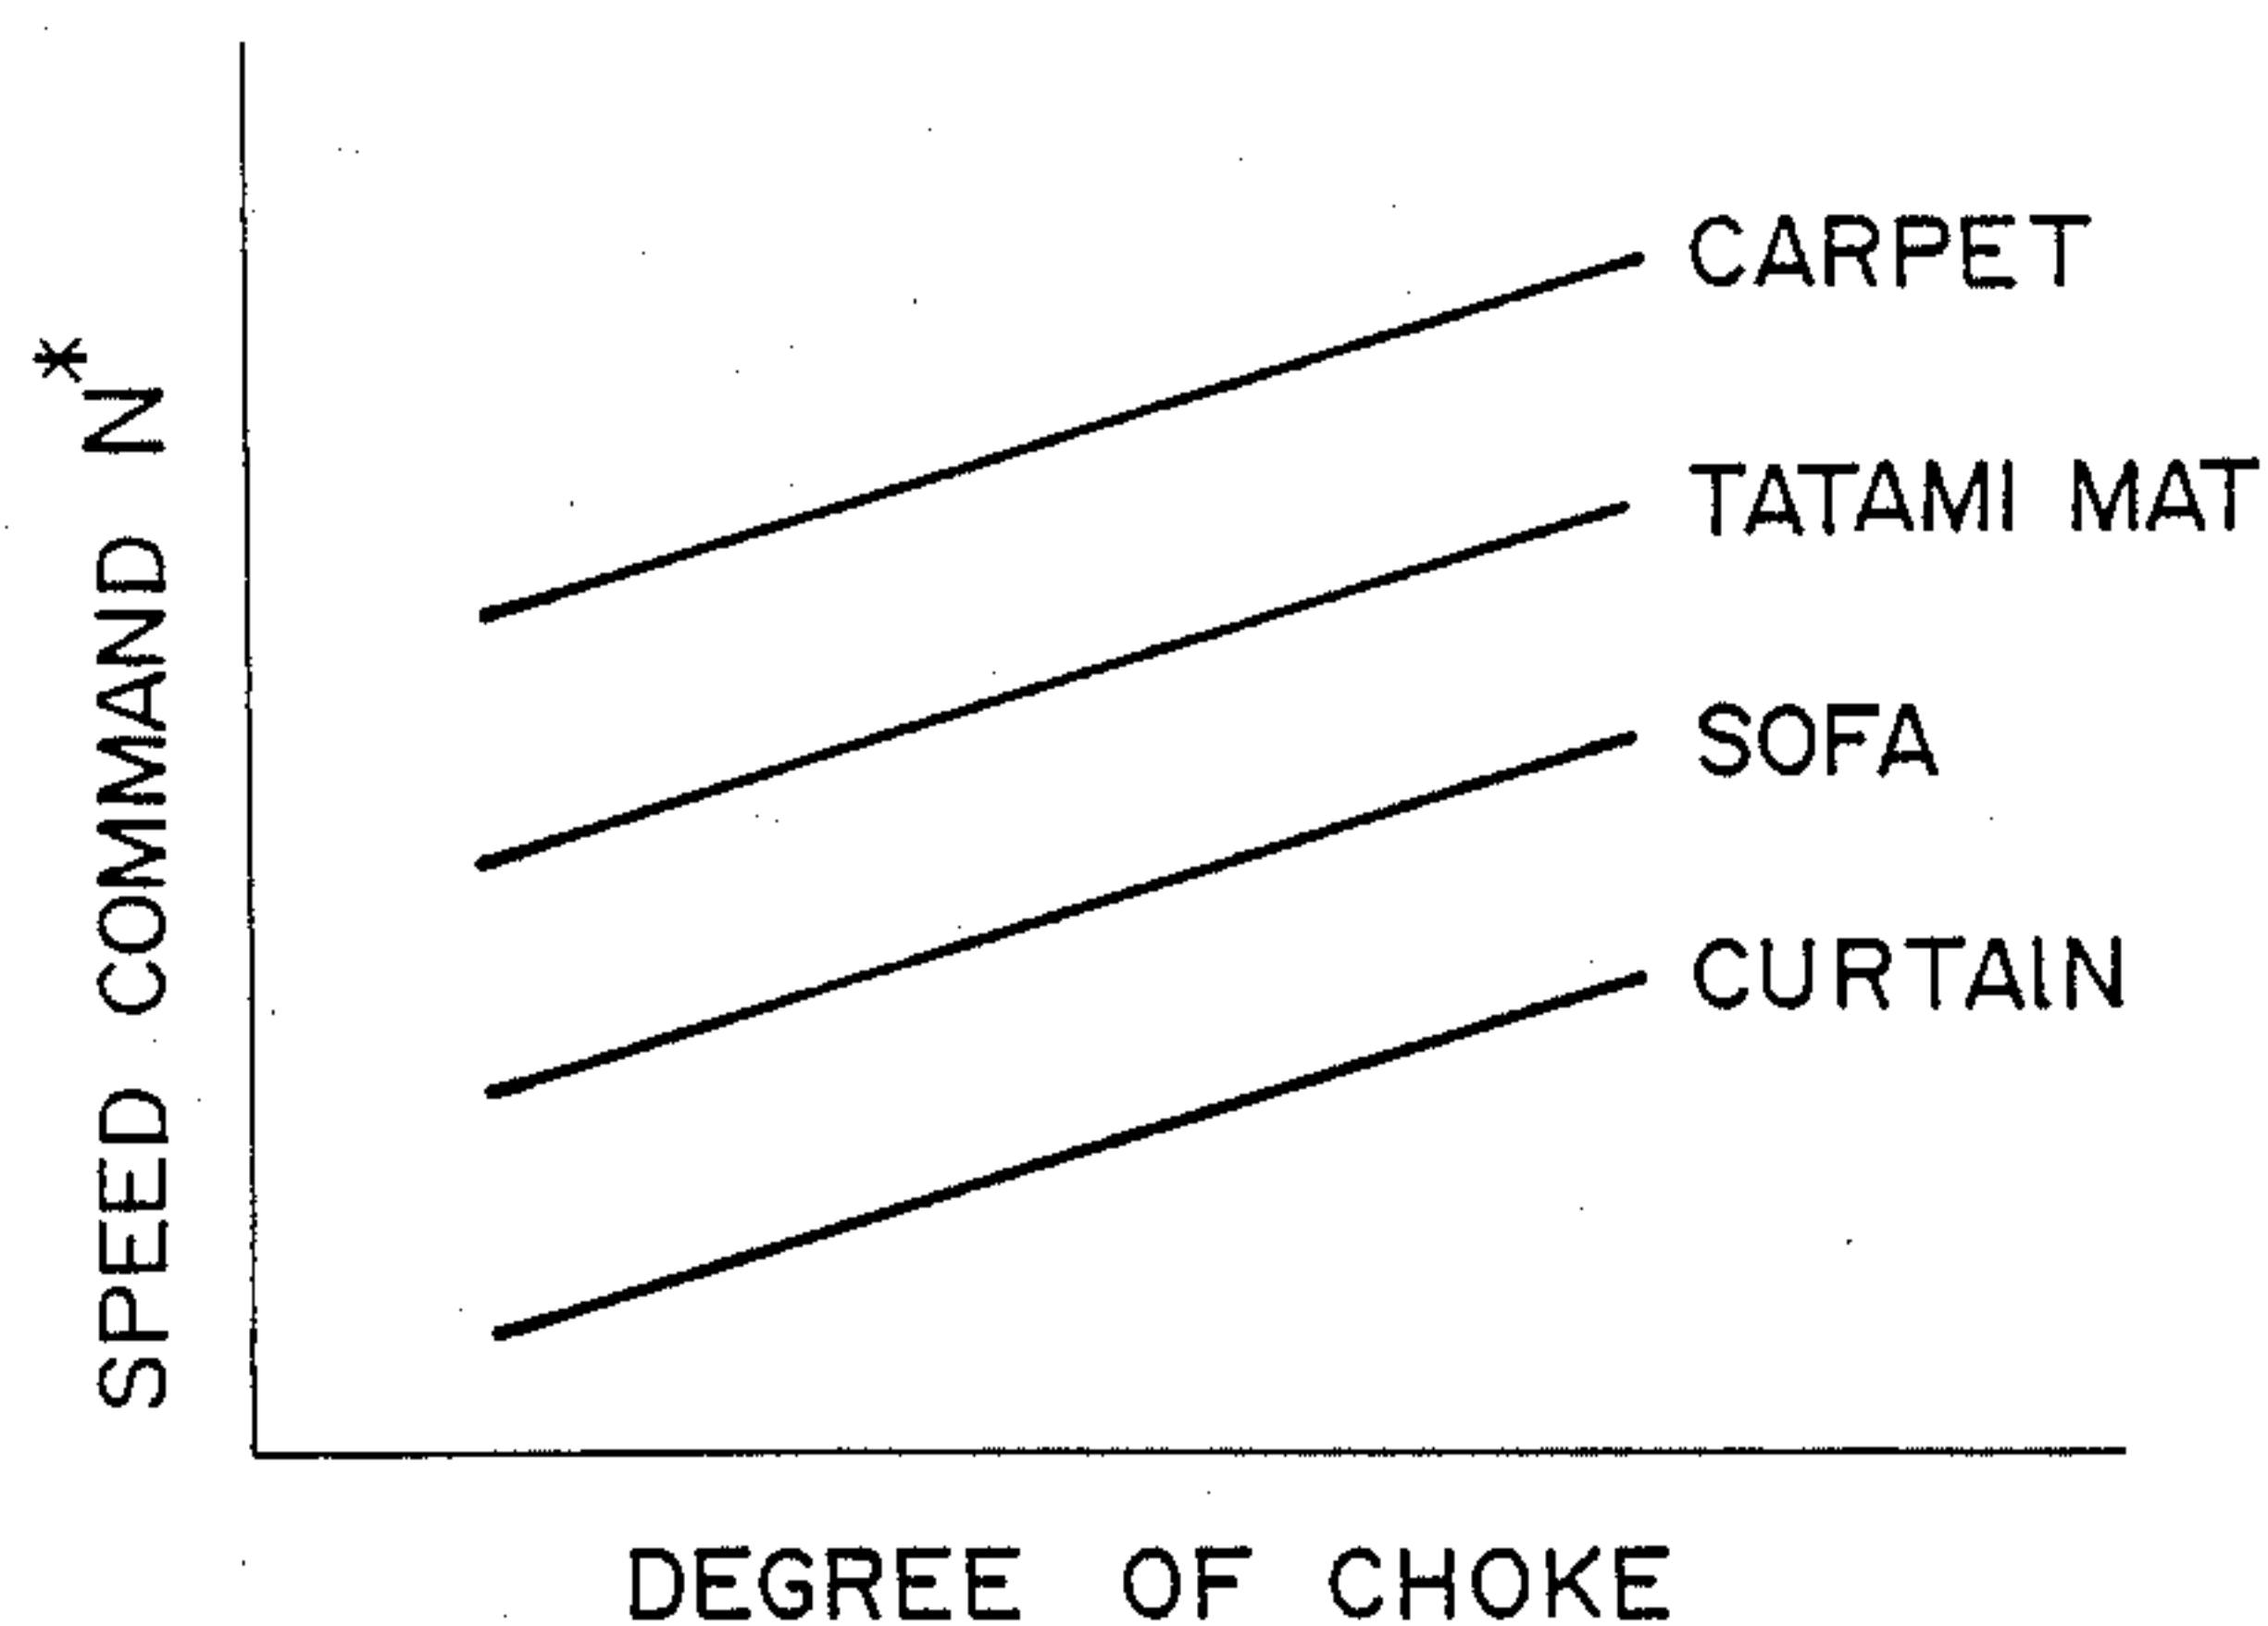 SPEED COMMAND N*
CARPET
TATAMI MAT
SOFA
CURTAIN
DEGREE OF CHOKE